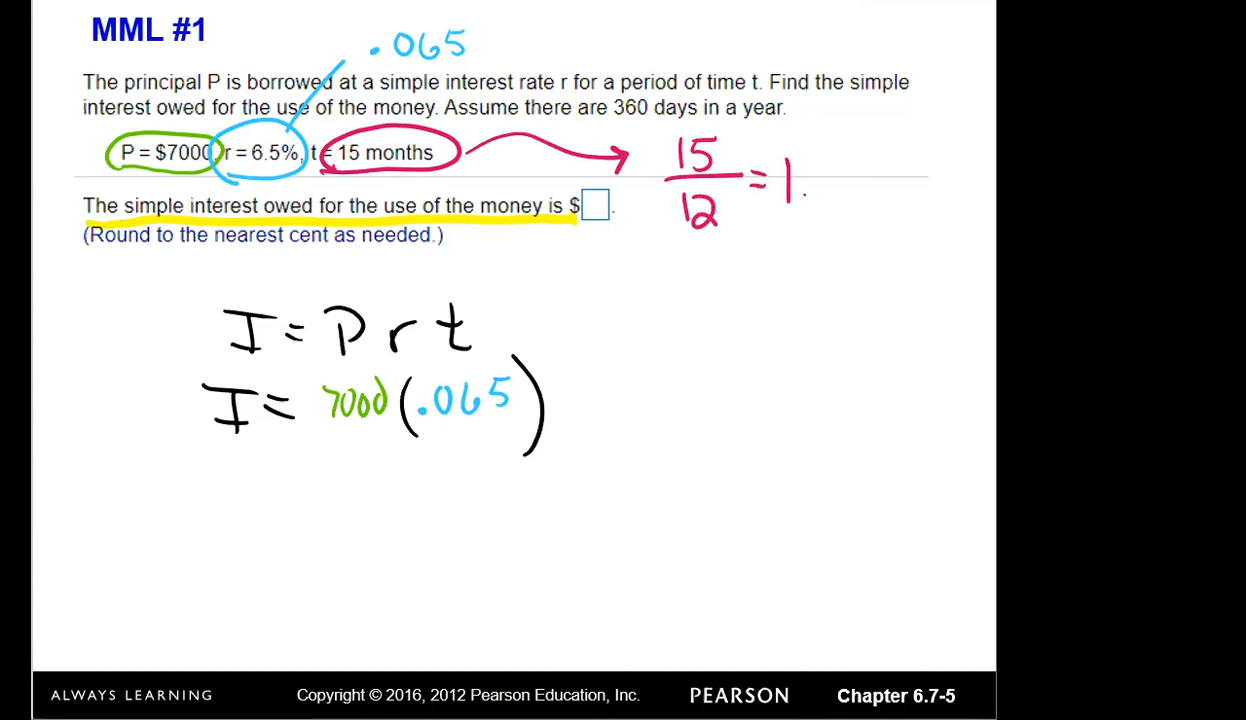 MML #1
.065
The principal P is borrowed at a simple interest rate r for a period of time t. Find the simple
interest owed for the use of the money. Assume there are 360 days in a year.
P = $7000, r = 6.5%, t = 15 months
15
12
= 1.
The simple interest owed for the use of the money is $ .
(Round to the nearest cent as needed.)
I = P r t
I = 7000 (.065 )
ALWAYS LEARNING
Copyright © 2016, 2012 Pearson Education, Inc.
PEARSON
Chapter 6.7-5